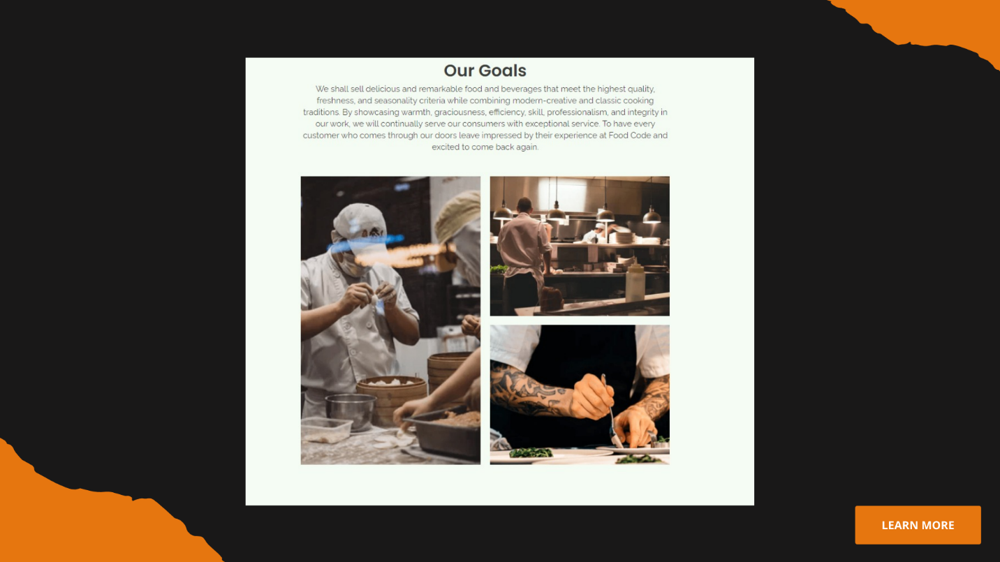 Our Goals
We shall sell delicious and remarkable food and beverages that meet the highest quality,
freshness, and seasonality criteria while combining modern-creative and classic cooking
traditions. By showcasing warmth, graciousness, efficiency, skill, professionalism, and integrity in
our work, we will continually serve our consumers with exceptional service. To have every
customer who comes through our doors leave impressed by their experience at Food Code and
excited to come back again.
LEARN MORE